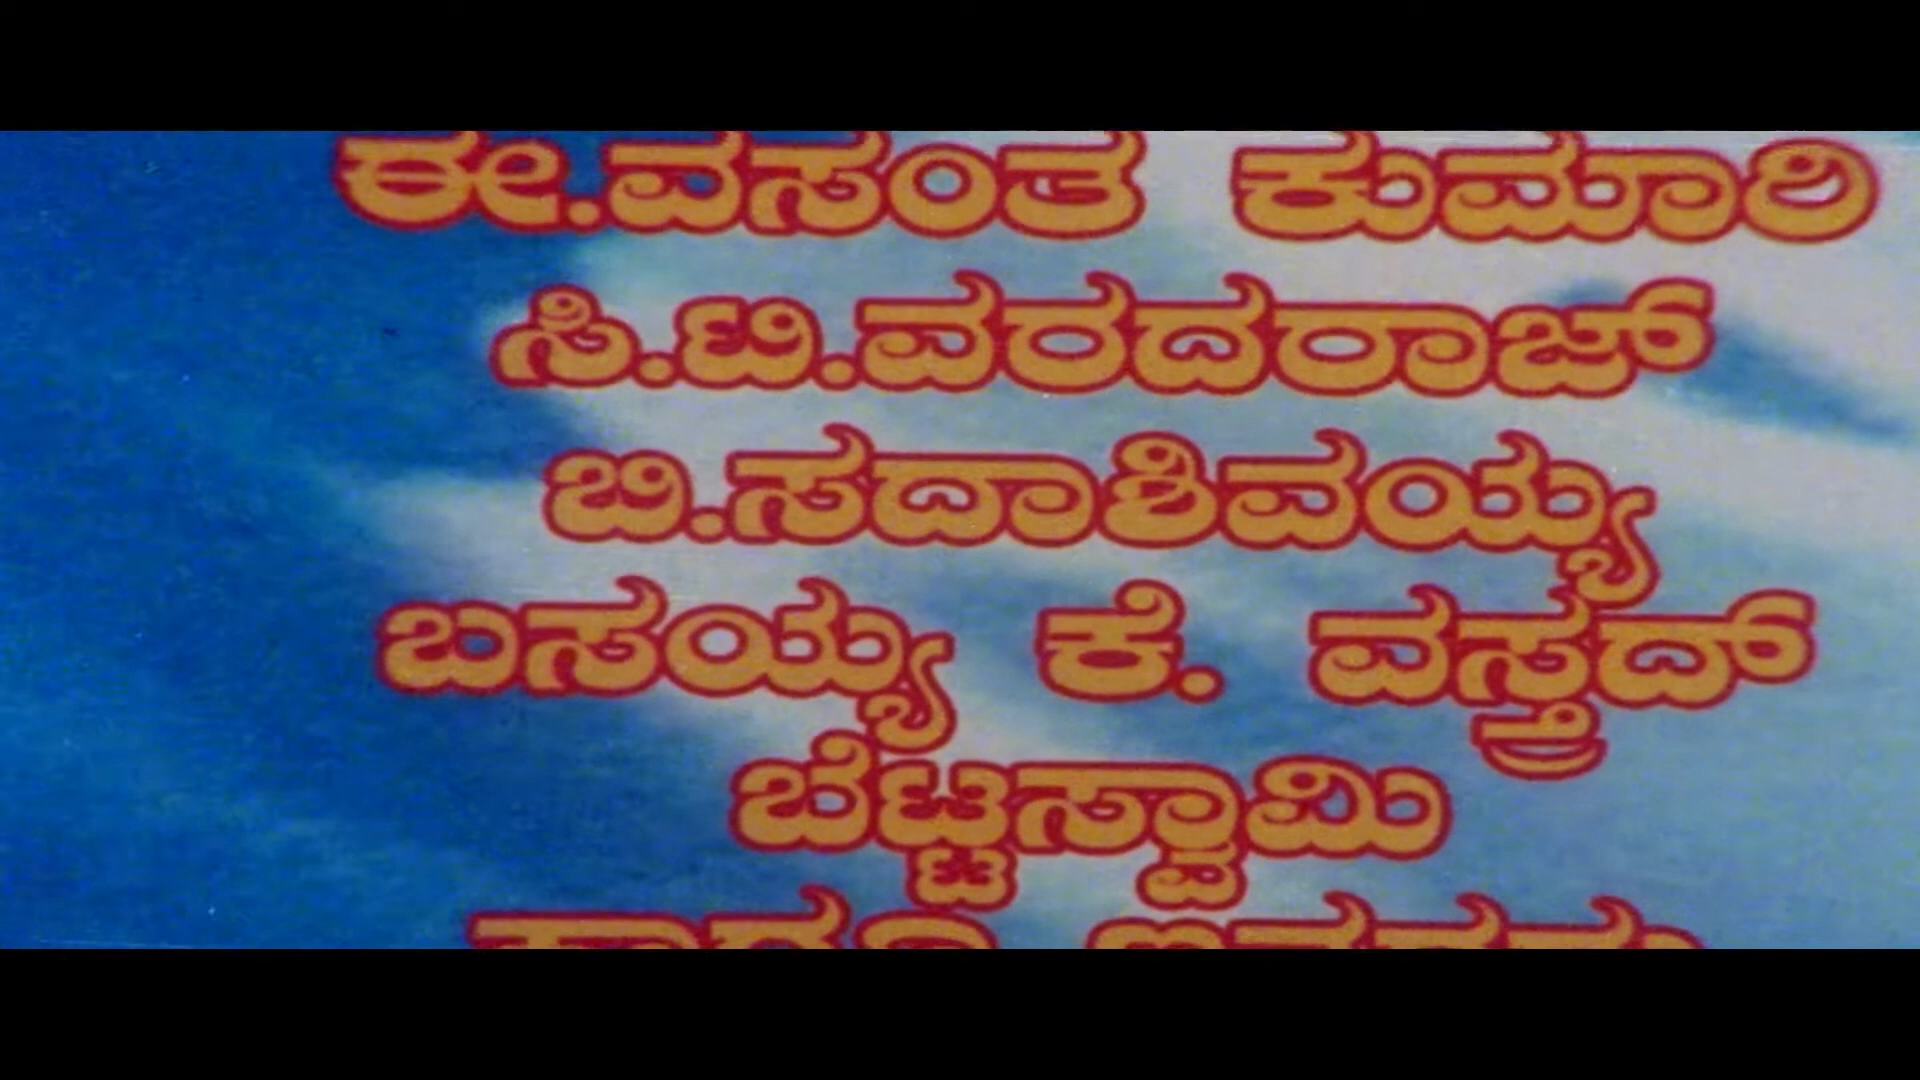 ಈ.ವಸಂತ ಕುಮಾರಿ
ಸಿ.ಟಿ.ವರದರಾಜ್
ಬಿ.ಸದಾಶಿವಯ್ಯ
ಬಸಯ್ಯ ಕೆ. ವಸ್ತ್ರದ್
ಬೆಟ್ಟಸ್ವಾಮಿ